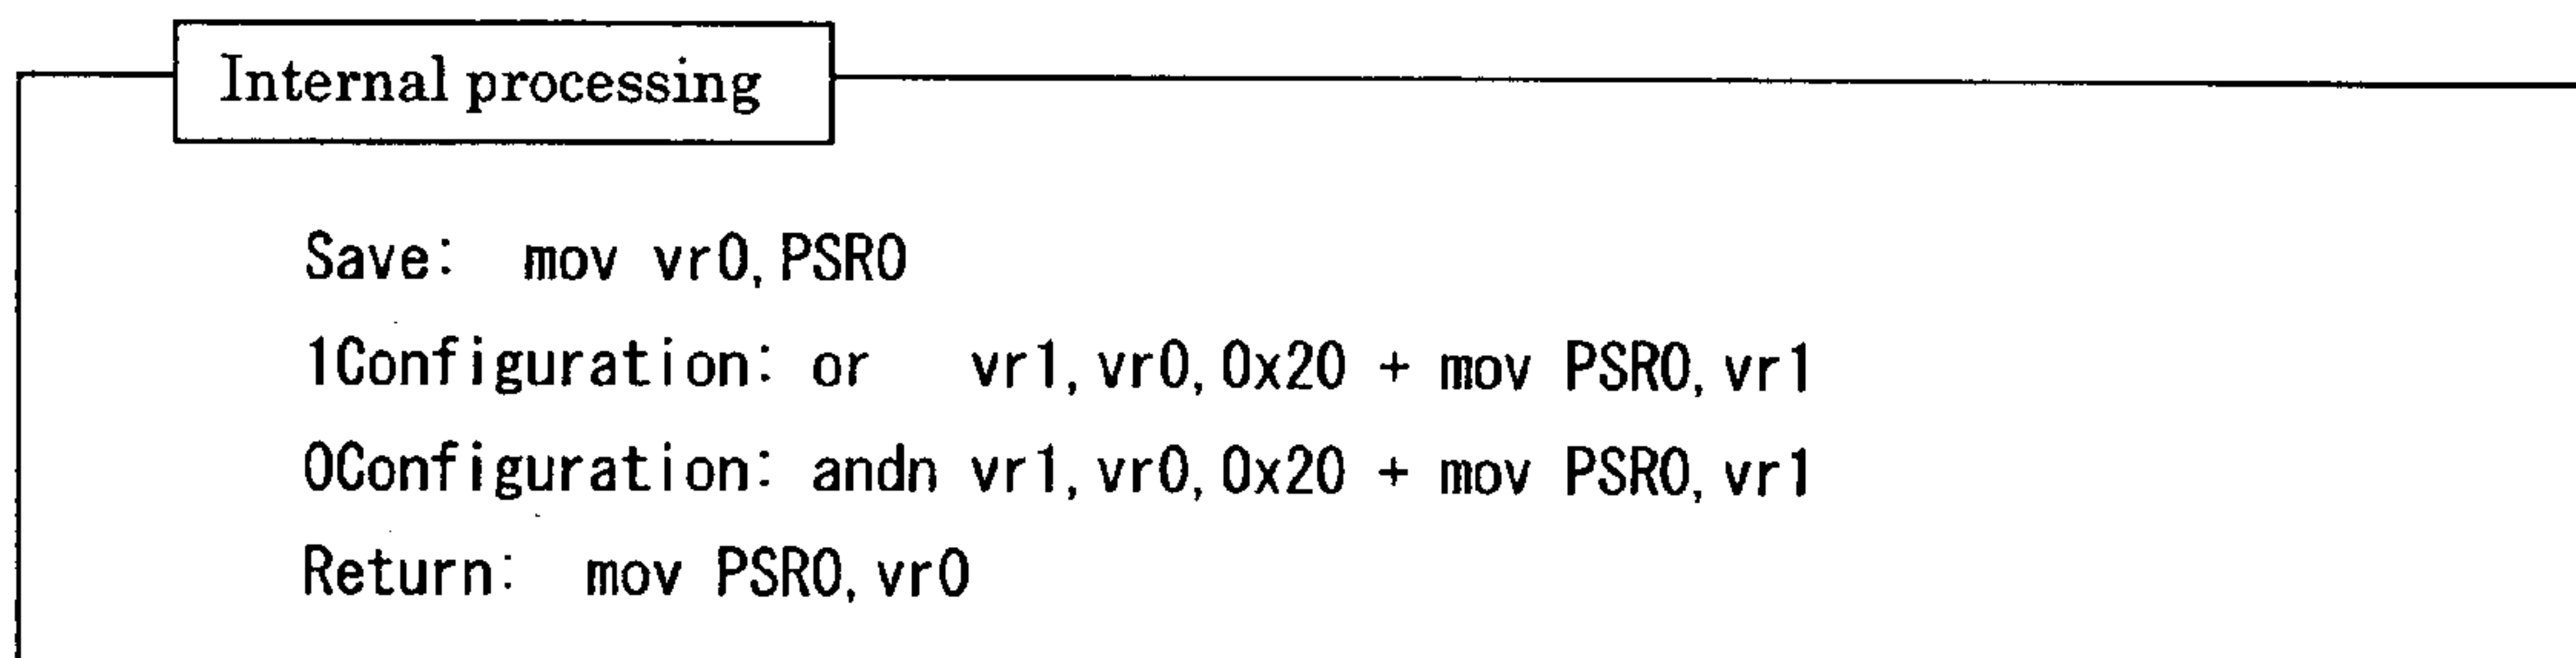 Internal processing
Save: mov vr0,PSR0
1Configuration: or vr1,vr0,0x20 + mov PSR0,vr1
0Configuration: andn vr1,vr0,0x20 + mov PSR0,vr1
Return: mov PSR0,vr0